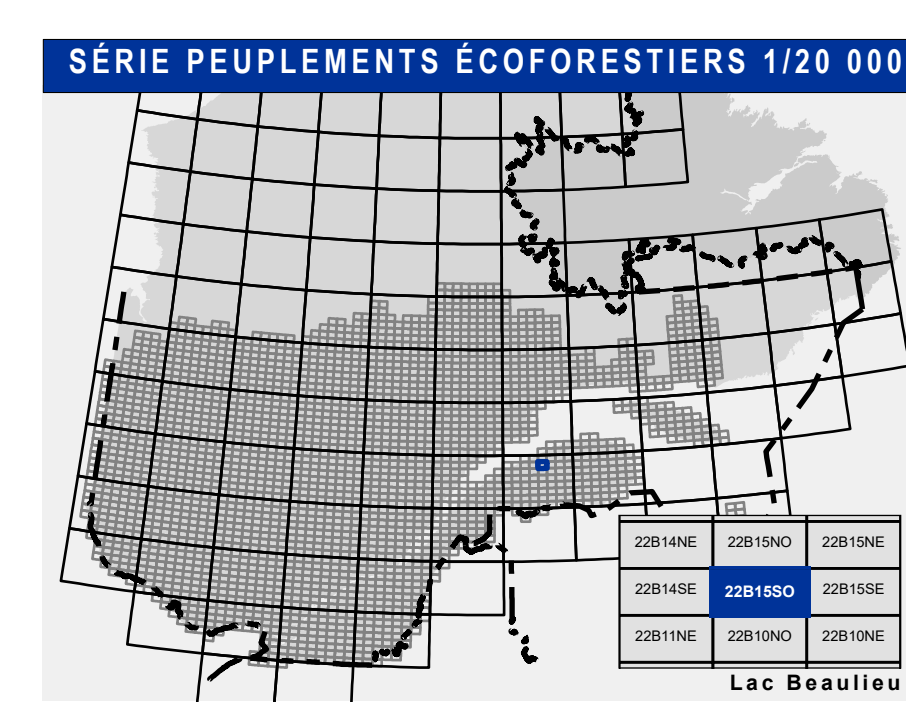 SÉRIE PEUPLEMENTS ÉCOFORESTIERS 1/20 000
22B14NE 22B15NO 22B15NE
22B14SE 22B15SO 22B15SE
22B11NE 22B10NO 22B10NE
Lac Beaulieu